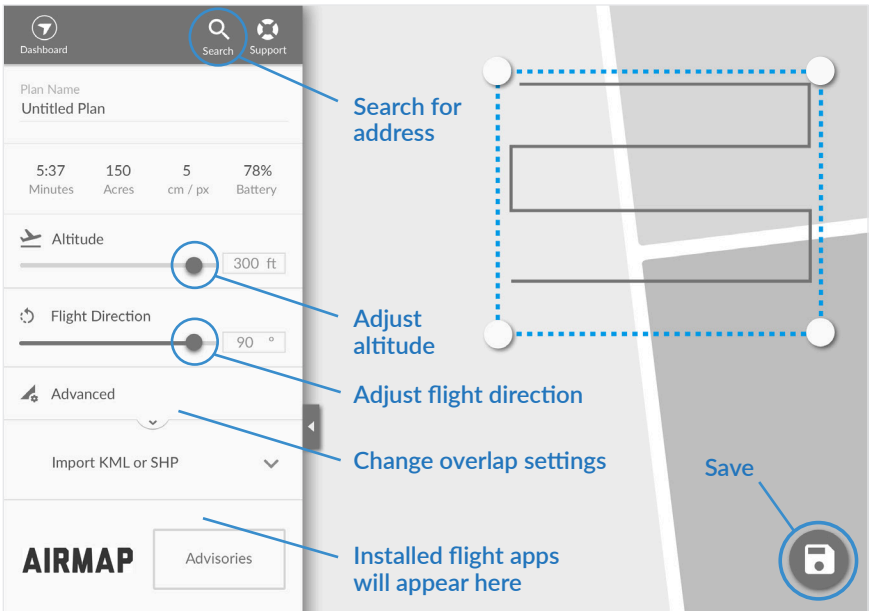 Dashboard
Search
Support
Plan Name
Untitled Plan
5:37
Minutes
150
Acres
5
cm / px
78%
Battery
Altitude
300 ft
Flight Direction
90 °
Advanced
Import KML or SHP
AIRMAP
Advisories
Search for
address
Adjust
altitude
Adjust flight direction
Change overlap settings
Installed flight apps
will appear here
Save